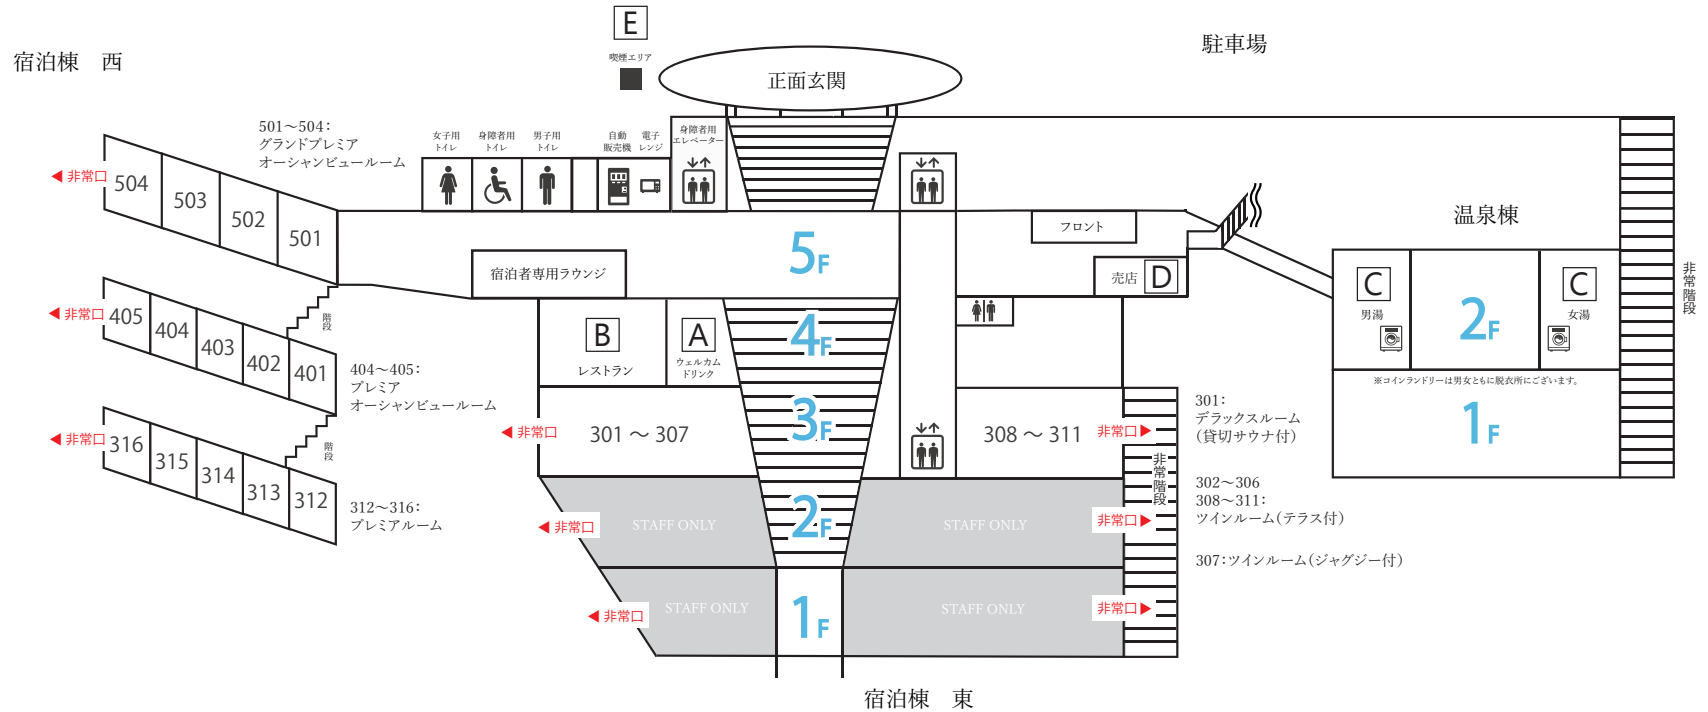 E
喫煙エリア
宿泊棟　西
駐車場
正面玄関
501～504：
グランドプレミア
オーシャンビュールーム
女子用
トイレ
身障者用
トイレ
男子用
トイレ
自動
販売機
電子
レンジ
身障者用
エレベーター
非常口
504
503
502
501
5F
宿泊者専用ラウンジ
フロント
売店
D
温泉棟
非常階段
C
男湯
2F
C
女湯
※コインランドリーは男女ともに脱衣所にございます。
1F
非常口
405
404
403
402
401
階段
404～405：
プレミア
オーシャンビュールーム
B
レストラン
A
ウェルカム
ドリンク
4F
非常口
316
315
314
313
312
階段
312～316：
プレミアルーム
非常口
301 ～ 307
3F
308 ～ 311
非常口
非常階段
301：
デラックスルーム
（貸切サウナ付）
302～306
308～311：
ツインルーム（テラス付）
307：ツインルーム（ジャグジー付）
非常口
STAFF ONLY
2F
STAFF ONLY
非常口
非常口
STAFF ONLY
1F
STAFF ONLY
非常口
宿泊棟　東